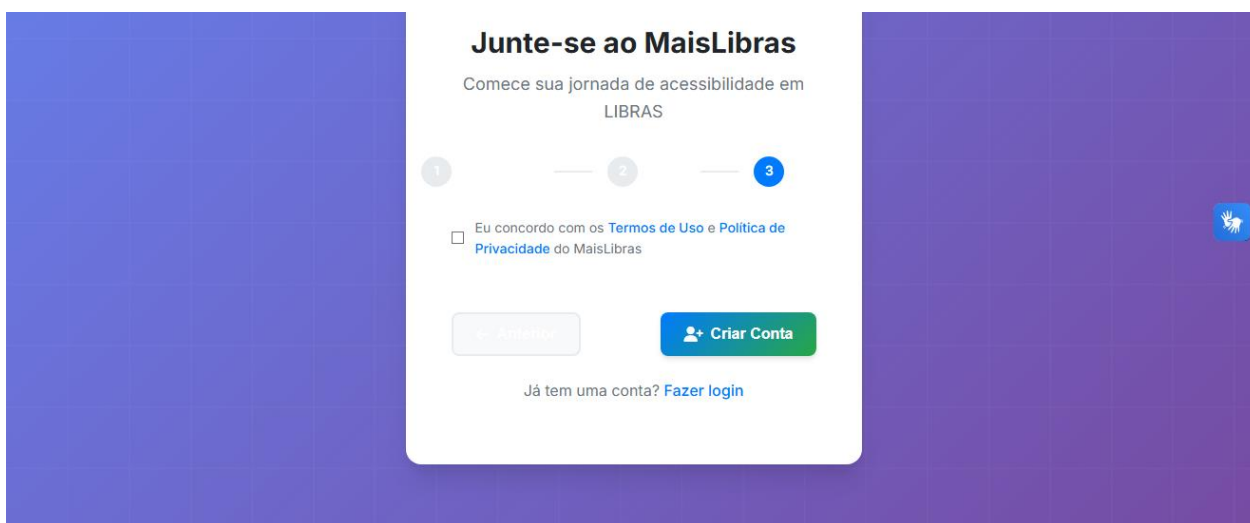 Junte-se ao MaisLibras
Comece sua jornada de acessibilidade em
LIBRAS
1 2 3
Eu concordo com os Termos de Uso e Política de
Privacidade do MaisLibras
← Anterior
Criar Conta
Já tem uma conta? Fazer login